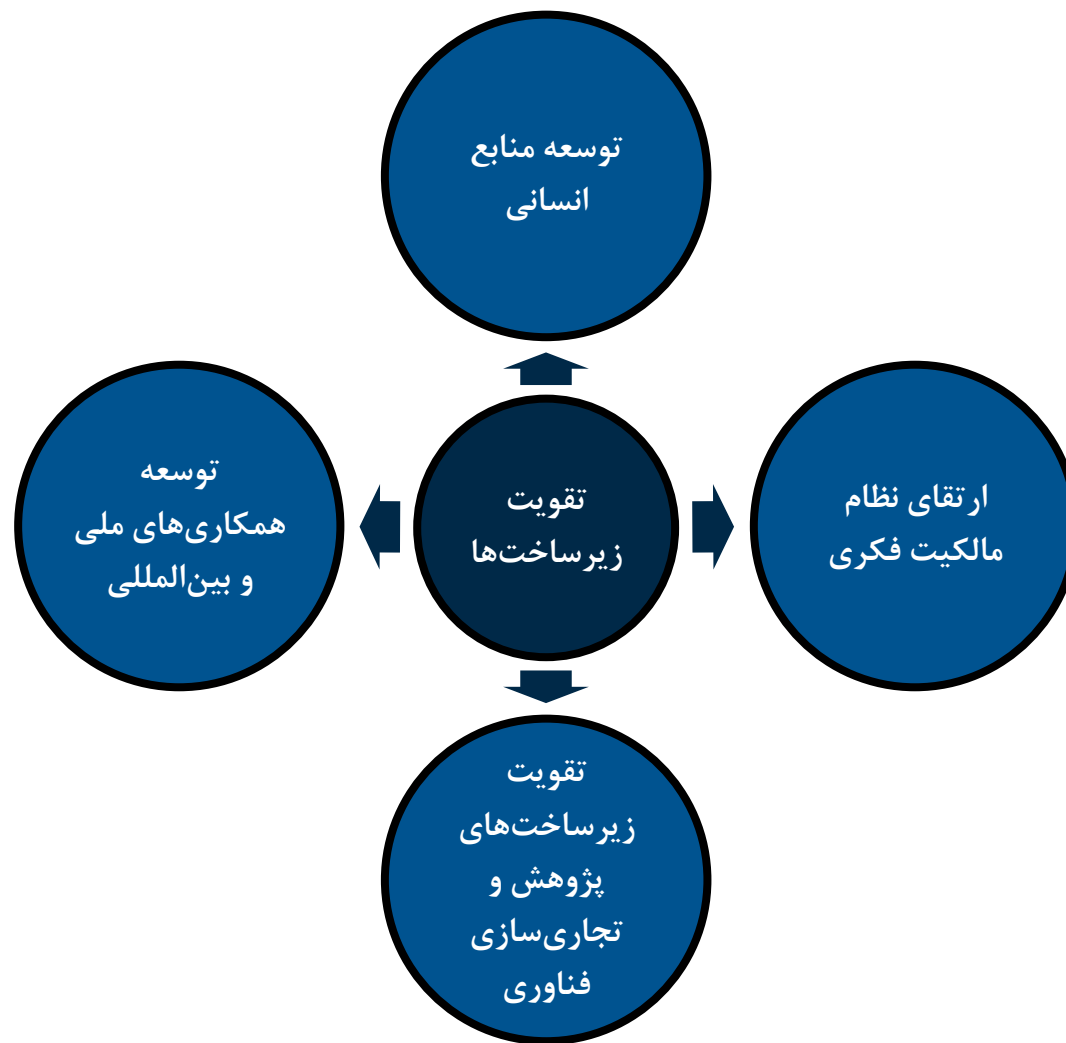 توسعه منابع
انسانی
ارتقای نظام
مالکیت فکری
تقویت
زیرساخت‌ها
توسعه
همکاری‌های ملی
و بین‌المللی
تقویت
زیرساخت‌های
پژوهش و
تجاری‌سازی
فناوری